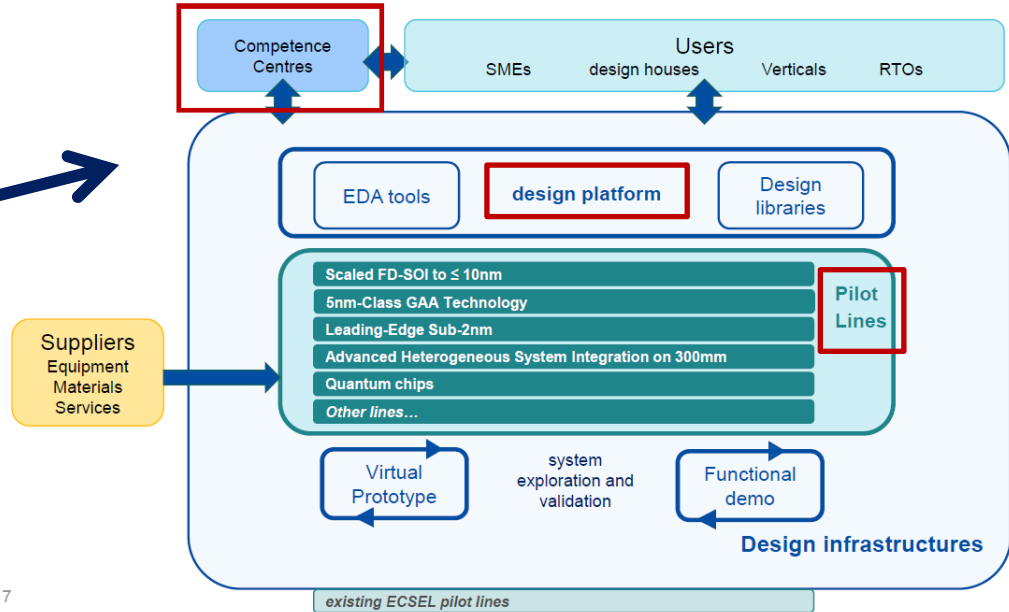 Competence
Centres
Users
SMEs design houses Verticals RTOs
EDA tools
design platform
Design
libraries
Scaled FD-SOI to ≤ 10nm
5nm-Class GAA Technology
Leading-Edge Sub-2nm
Advanced Heterogeneous System Integration on 300mm
Quantum chips
Other lines…
Pilot
Lines
Suppliers
Equipment
Materials
Services
Virtual
Prototype
system
exploration and
validation
Functional
demo
Design infrastructures
7
existing ECSEL pilot lines